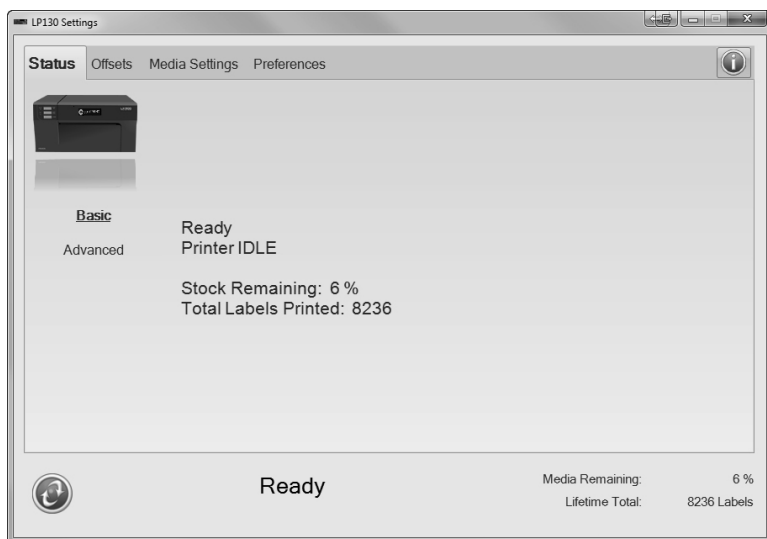 LP130 Settings
Status Offsets Media Settings Preferences
Basic
Advanced
Ready
Printer IDLE
Stock Remaining: 6 %
Total Labels Printed: 8236
Ready
Media Remaining: 6 %
Lifetime Total: 8236 Labels